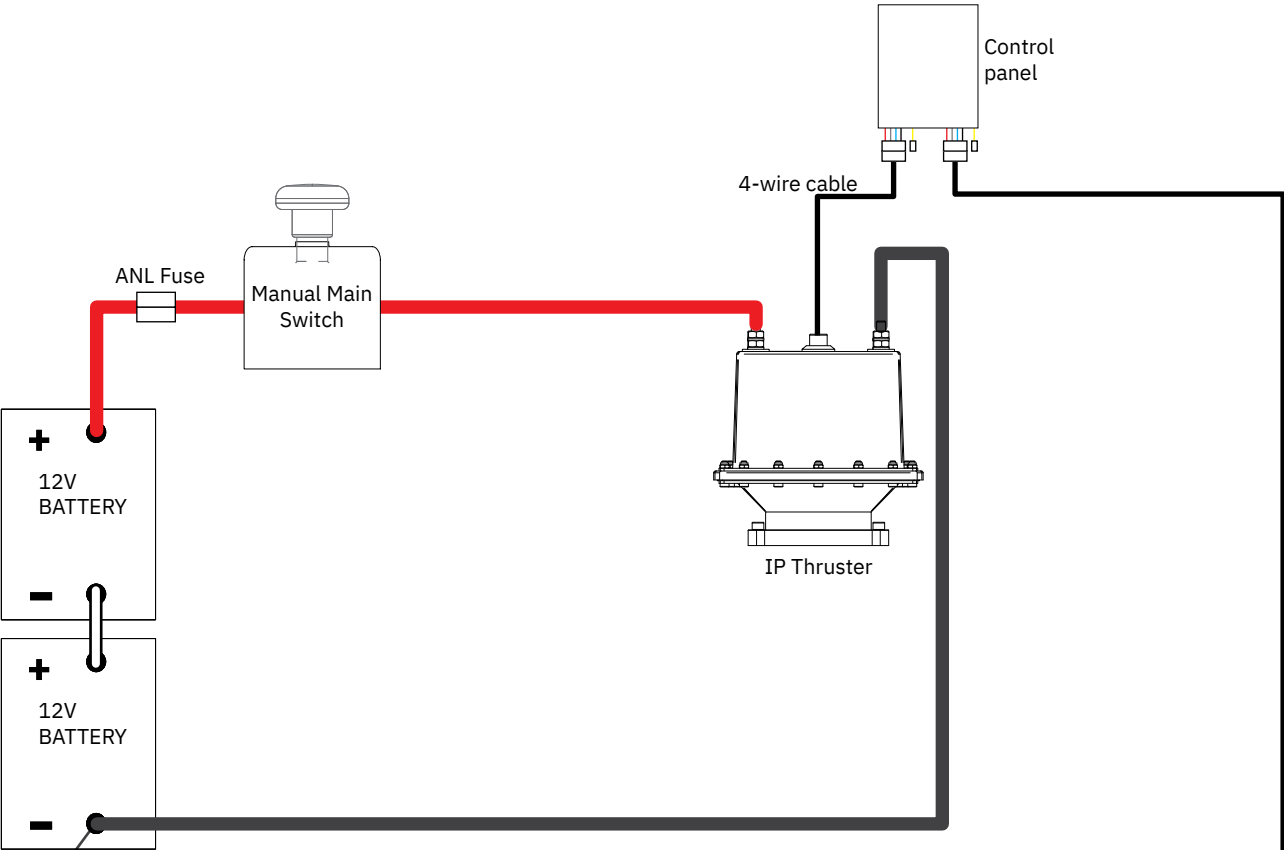 Control
panel
4-wire cable
ANL Fuse
Manual Main
Switch
+
12V
BATTERY
-
IP Thruster
+
12V
BATTERY
-